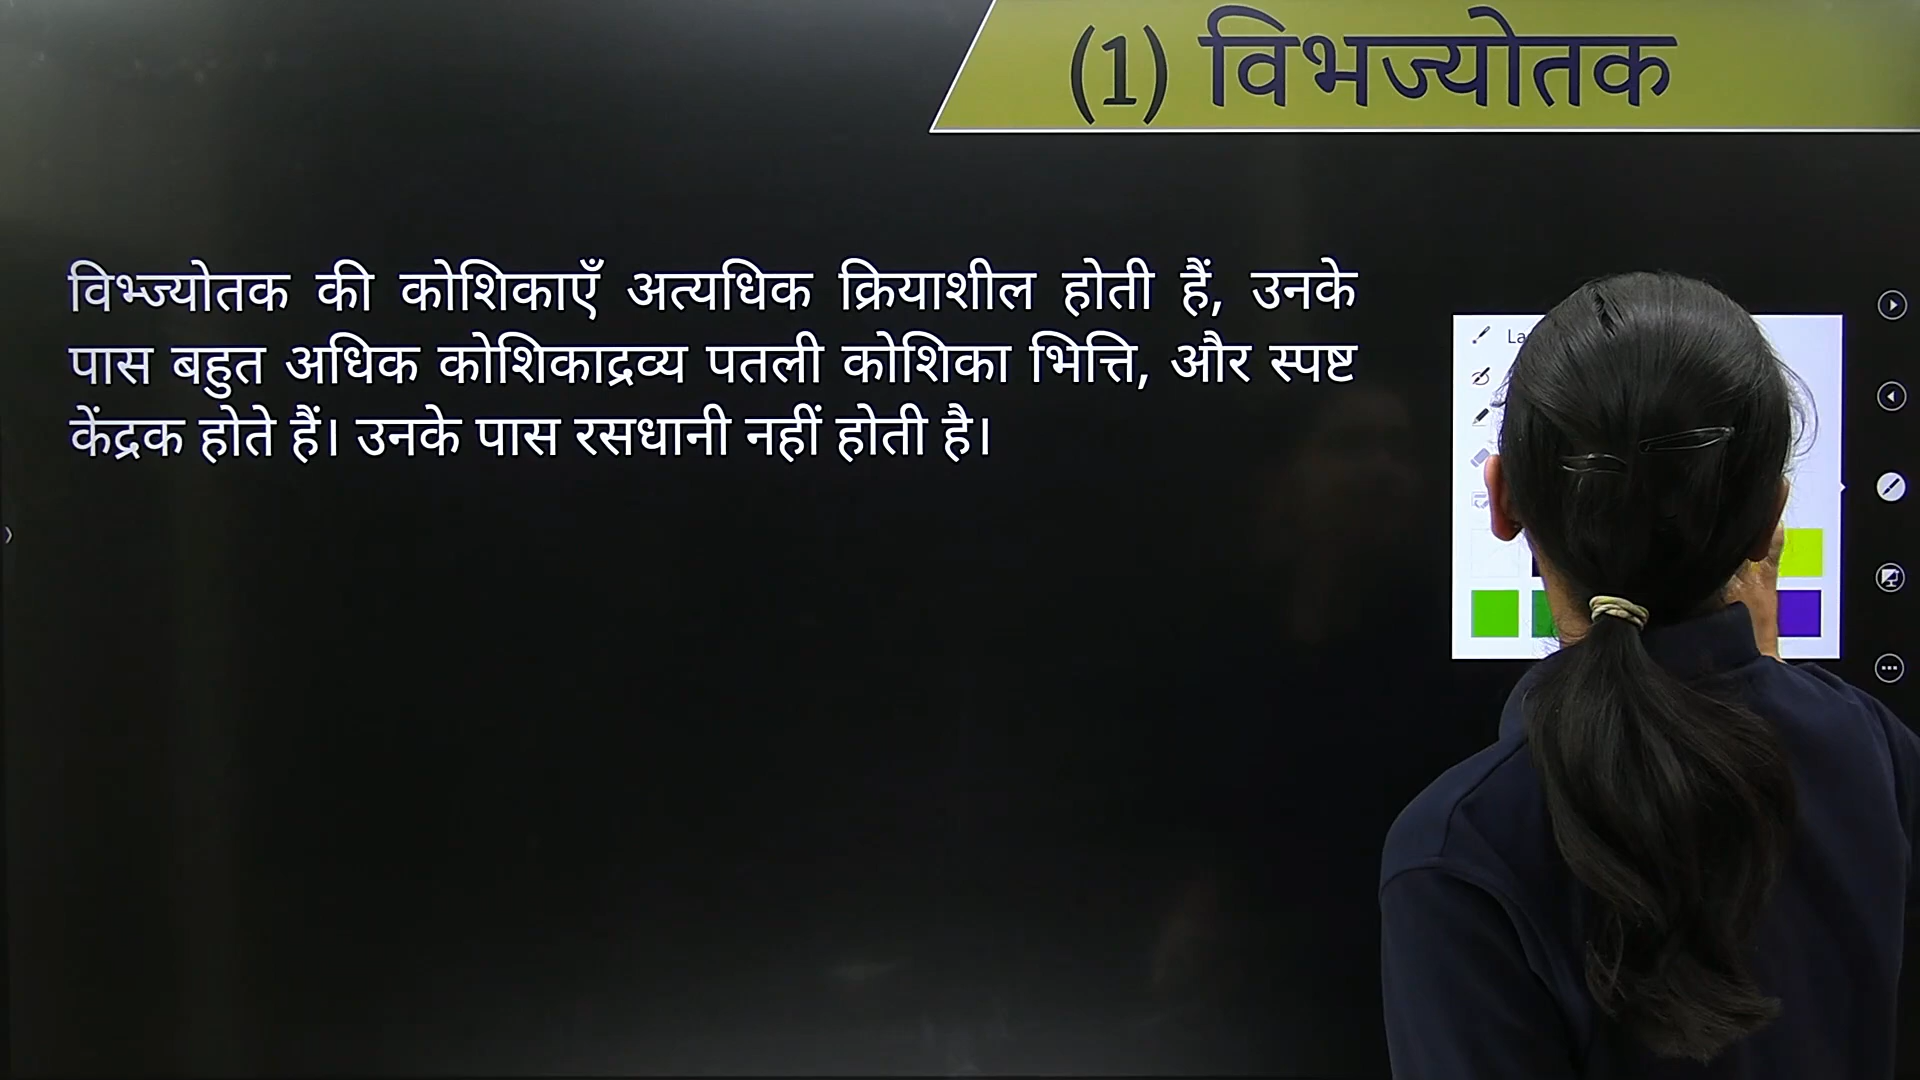 (1) विभज्योतक
विभ्ज्योतक की कोशिकाएँ अत्यधिक क्रियाशील होती हैं, उनके
पास बहुत अधिक कोशिकाद्रव्य पतली कोशिका भित्ति, और स्पष्ट
केंद्रक होते हैं। उनके पास रसधानी नहीं होती है।